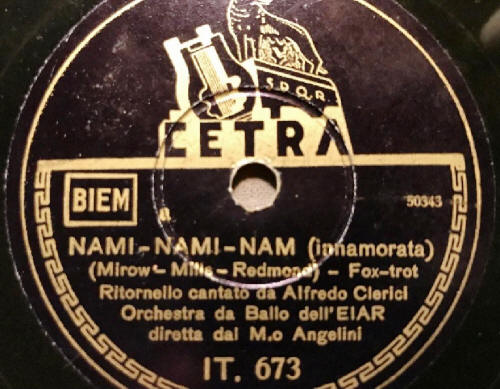 S.P.Q.R.
CETRA
BIEM
50343
NAMI-NAMI-NAM (innamorata)
(Mirow - Mills - Redmond) - Fox-trot
Ritornello cantato da Alfredo Clerici
Orchestra da Ballo dell'EIAR
diretta dal M.o Angelini
IT. 673